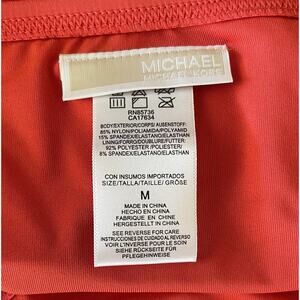 MICHAEL
MICHAEL KORS
RN85736
CA17634
BODY/EXTERIOR/CORPS/ AUSENSTOFF:
85% NYLON/POLIAMIDA/POLYAMID
15% SPANDEX/ELASTANO/ELASTHAN
LINING/FORRO/DOUBLURE/FUTTER:
92% POLYESTER /POLIESTER/
8% SPANDEX/ELASTANO/ELASTHAN
CON INSUMOS IMPORTADOS
SIZE/TALLA/TAILLE/ GRÖSE
M
MADE IN CHINA
HECHO EN CHINA
FABRIQUE EN CHINE
HERGESTELLT IN CHINA
SEE REVERSE FOR CARE
INSTRUCCIONES DE CUIDADO AL REVERSO
VOIR L'INVERSE POUR LE SOIN
SIEHE RÜCKSEITE FÜR
PFLEGEHINWEISE.